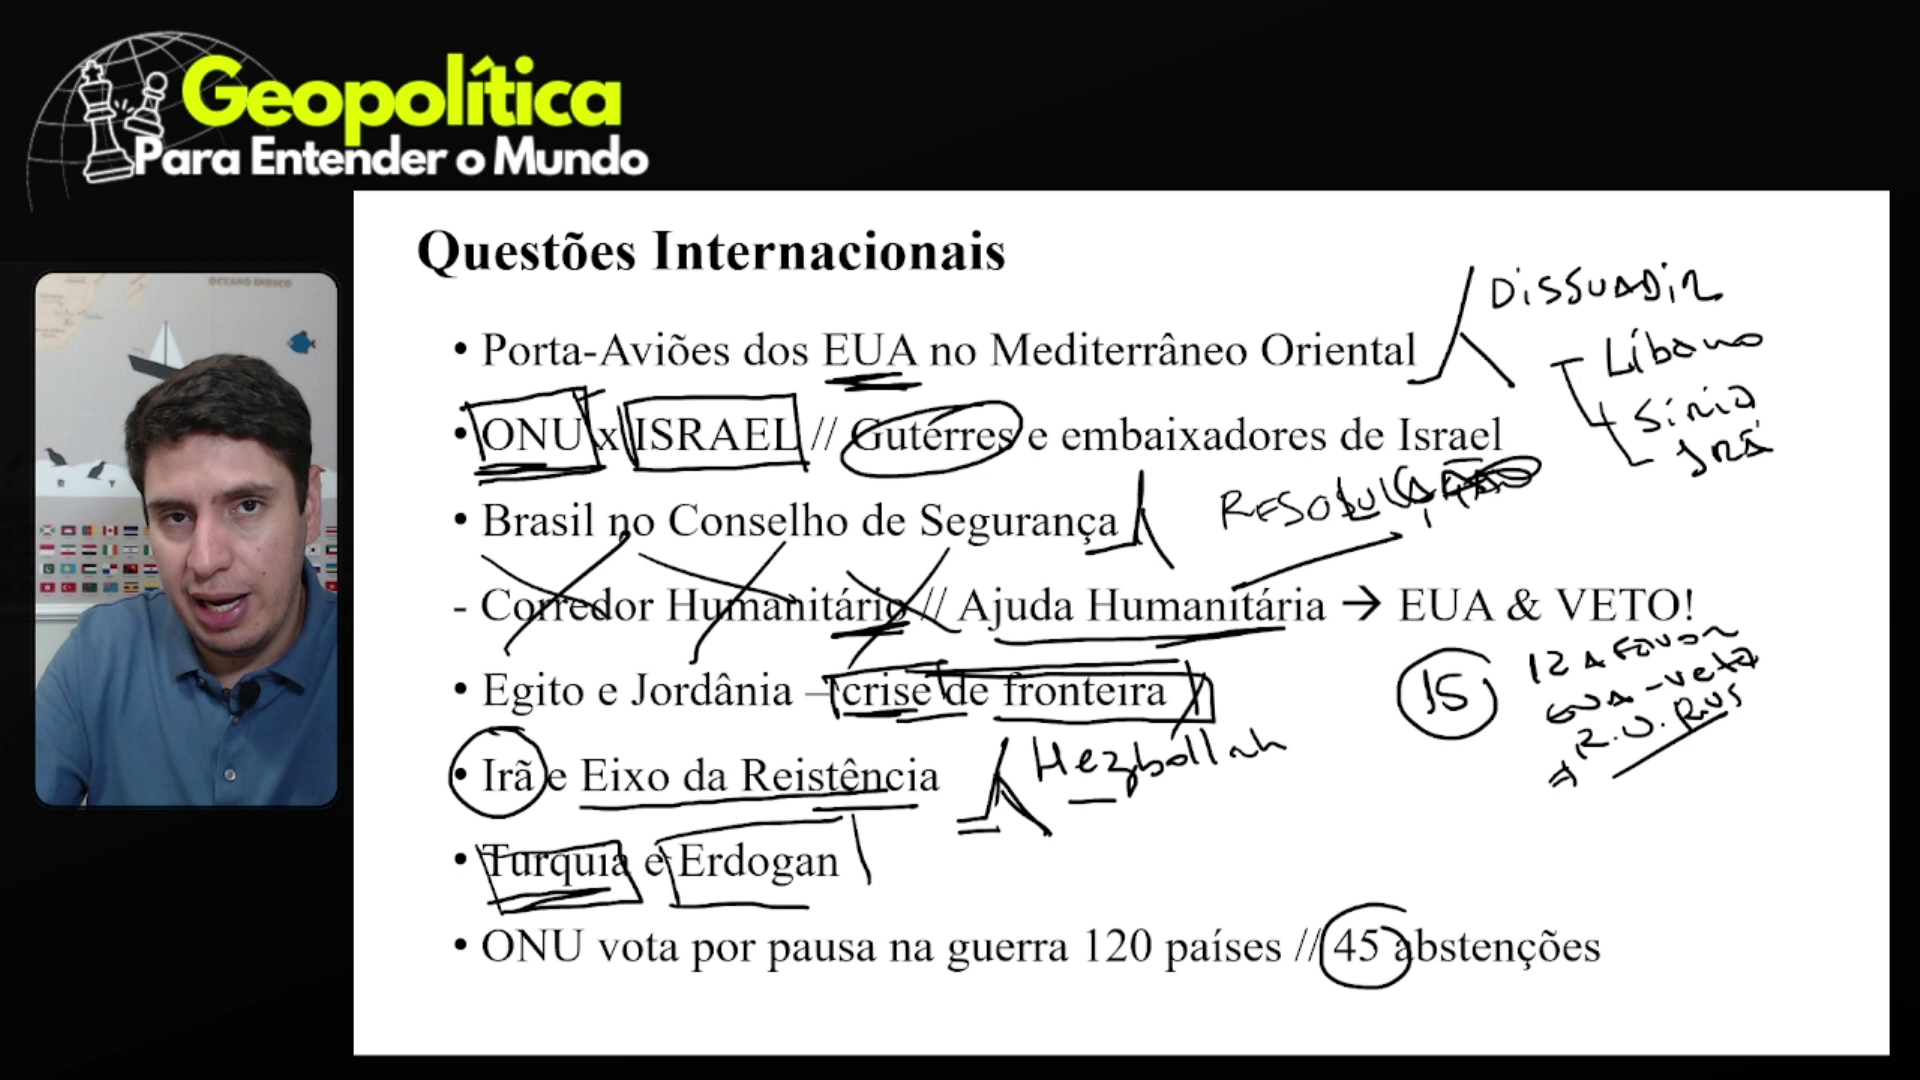 Geopolítica
Para Entender o Mundo
OCEANO ÍNDICO
Questões Internacionais
• Porta-Aviões dos EUA no Mediterrâneo Oriental
DISSUADIR
Líbano
Síria
Irã
• ONU x ISRAEL // Guterres e embaixadores de Israel
• Brasil no Conselho de Segurança
RESOLUÇÃO
- Corredor Humanitário // Ajuda Humanitária → EUA & VETO!
15
12 A FAVOR
EUA - VETO
R.U. RUS
• Egito e Jordânia – crise de fronteira
• Irã e Eixo da Reistência
Hezbollah
• Turquia e Erdogan
• ONU vota por pausa na guerra 120 países // 45 abstenções